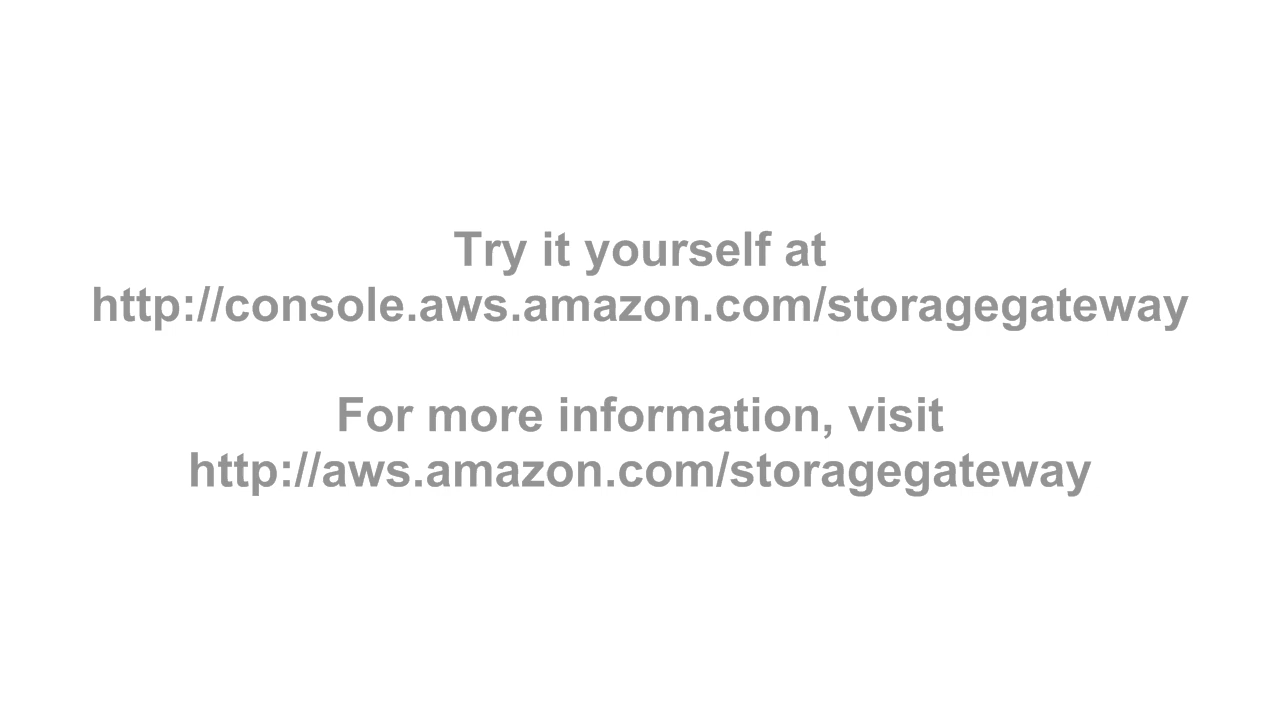 Try it yourself at
http://console.aws.amazon.com/storagegateway
For more information, visit
http://aws.amazon.com/storagegateway